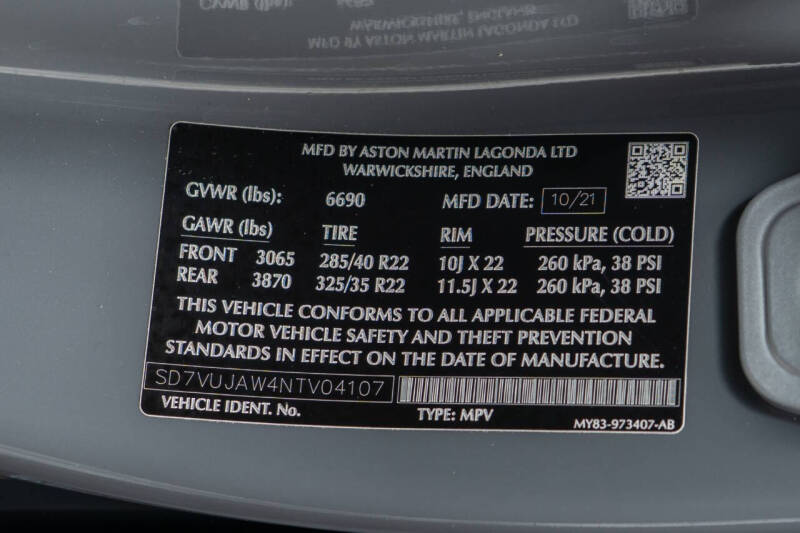 MFD BY ASTON MARTIN LAGONDA LTD
WARWICKSHIRE, ENGLAND
GVWR (lbs): 6690 MFD DATE: 10/21
GAWR (lbs) TIRE RIM PRESSURE (COLD)
FRONT 3065 285/40 R22 10J X 22 260 kPa, 38 PSI
REAR 3870 325/35 R22 11.5J X 22 260 kPa, 38 PSI
THIS VEHICLE CONFORMS TO ALL APPLICABLE FEDERAL
MOTOR VEHICLE SAFETY AND THEFT PREVENTION
STANDARDS IN EFFECT ON THE DATE OF MANUFACTURE.
SD7VUJAW4NTV04107
VEHICLE IDENT. No. TYPE: MPV MY83-973407-AB